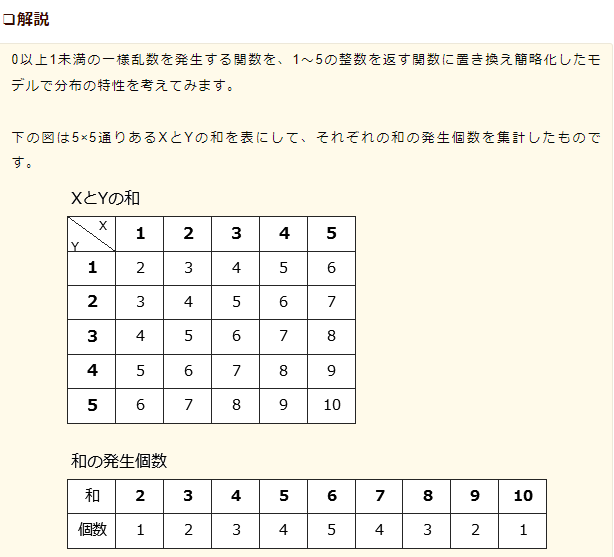 ❏解説
0以上1未満の一様乱数を発生する関数を、1～5の整数を返す関数に置き換え簡略化したモ
デルで分布の特性を考えてみます。
下の図は5×5通りあるXとYの和を表にして、それぞれの和の発生個数を集計したもので
す。
XとYの和
X
Y
1 2 3 4 5
1 2 3 4 5 6
2 3 4 5 6 7
3 4 5 6 7 8
4 5 6 7 8 9
5 6 7 8 9 10
和の発生個数
和 2 3 4 5 6 7 8 9 10
個数 1 2 3 4 5 4 3 2 1